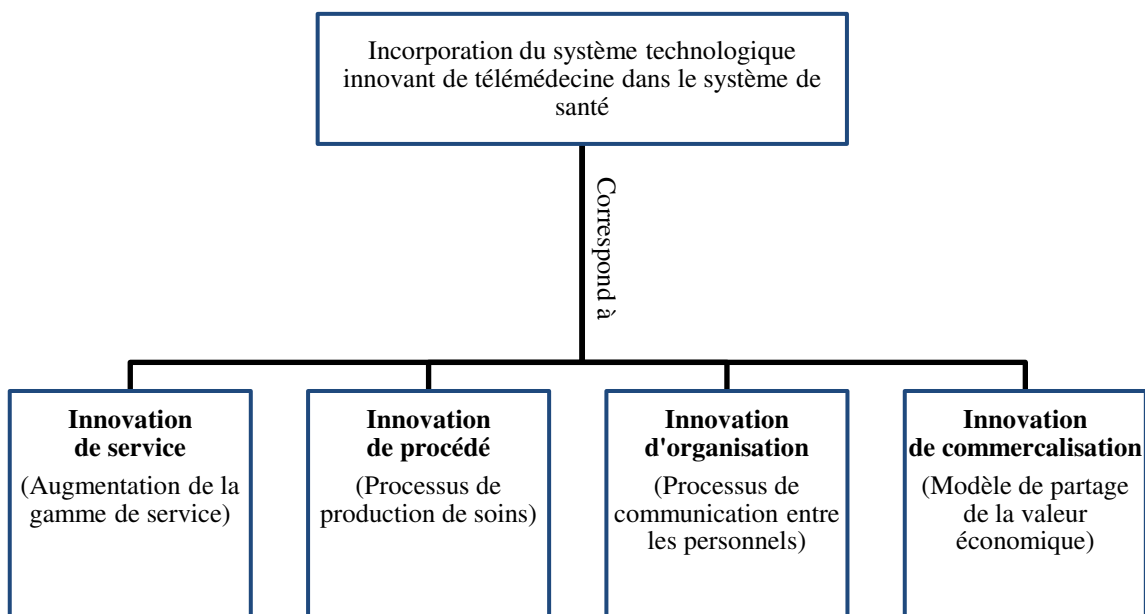 Incorporation du système technologique
innovant de télémédecine dans le système de
santé
Correspond à
Innovation
de service
(Augmentation de la
gamme de service)
Innovation
de procédé
(Processus de
production de soins)
Innovation
d'organisation
(Processus de
communication entre
les personnels)
Innovation
de commercalisation
(Modèle de partage
de la valeur
économique)